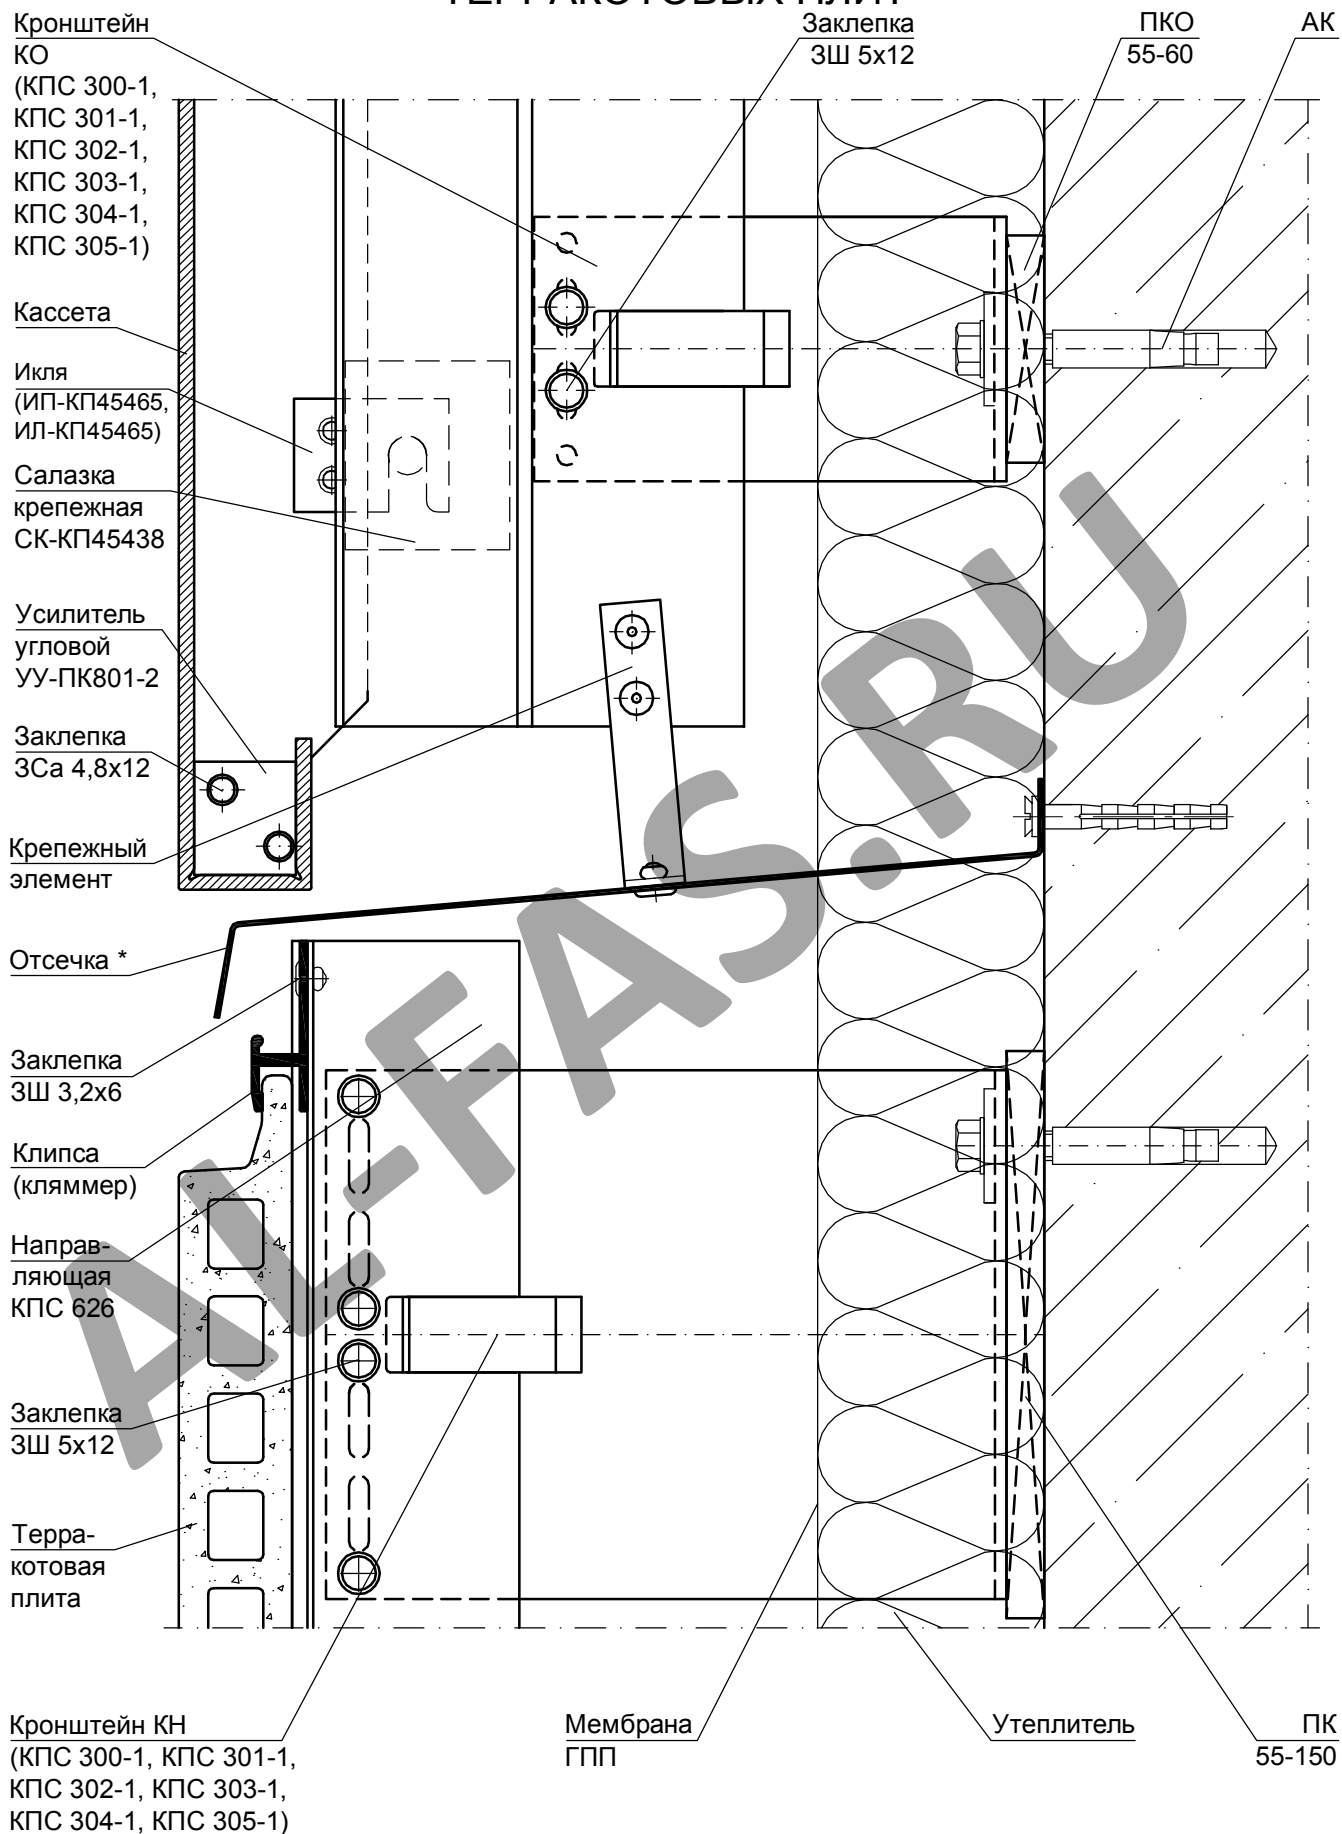 ТЕРРАКОТОВЫХ ПЛИТ
Кронштейн
КО
(КПС 300-1,
КПС 301-1,
КПС 302-1,
КПС 303-1,
КПС 304-1,
КПС 305-1)
Заклепка
ЗШ 5х12
ПКО
55-60
АК
Кассета
Икля
(ИП-КП45465,
ИЛ-КП45465)
Салазка
крепежная
СК-КП45438
Усилитель
угловой
УУ-ПК801-2
Заклепка
ЗСа 4,8х12
Крепежный
элемент
Отсечка *
Заклепка
ЗШ 3,2х6
Клипса
(кляммер)
Направ-
ляющая
КПС 626
Заклепка
ЗШ 5х12
Терра-
котовая
плита
Кронштейн КН
(КПС 300-1, КПС 301-1,
КПС 302-1, КПС 303-1,
КПС 304-1, КПС 305-1)
Мембрана
ГПП
Утеплитель
ПК
55-150
AL-FAS.RU